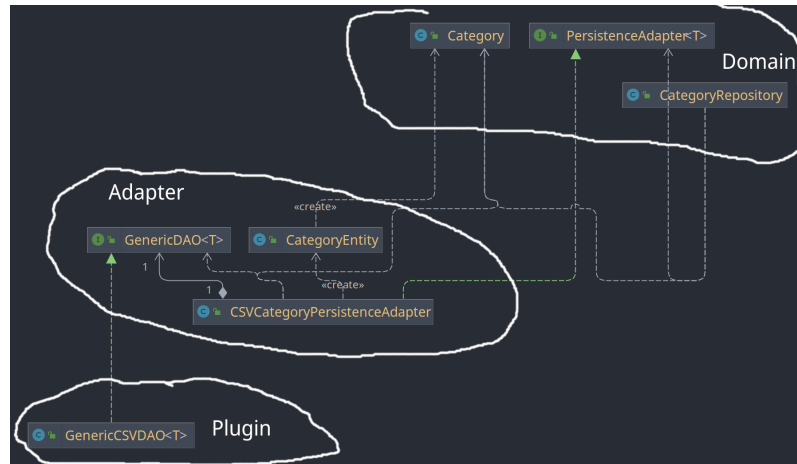 Category
PersistenceAdapter<T>
Domain
CategoryRepository
Adapter
«create»
GenericDAO<T>
CategoryEntity
1
1
«create»
CSVCategoryPersistenceAdapter
GenericCSVDAO<T>
Plugin